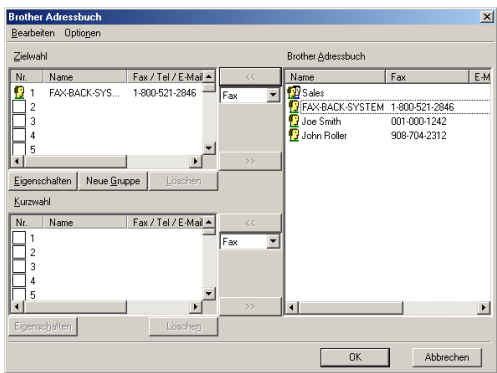 Brother Adressbuch
Bearbeiten Optionen
Zielwahl
Nr. Name Fax / Tel / E-Mail
1 FAX-BACK-SYS... 1-800-521-2846
2
3
4
5
Eigenschaften Neue Gruppe Löschen
<<
Fax
>>
Kurzwahl
Nr. Name Fax / Tel / E-Mail
1
2
3
4
5
Eigenschaften Löschen
<<
Fax
>>
Brother Adressbuch
Name Fax E-M
Sales
FAX-BACK-SYSTEM 1-800-521-2846
Joe Smith 001-000-1242
John Roller 908-704-2312
OK Abbrechen